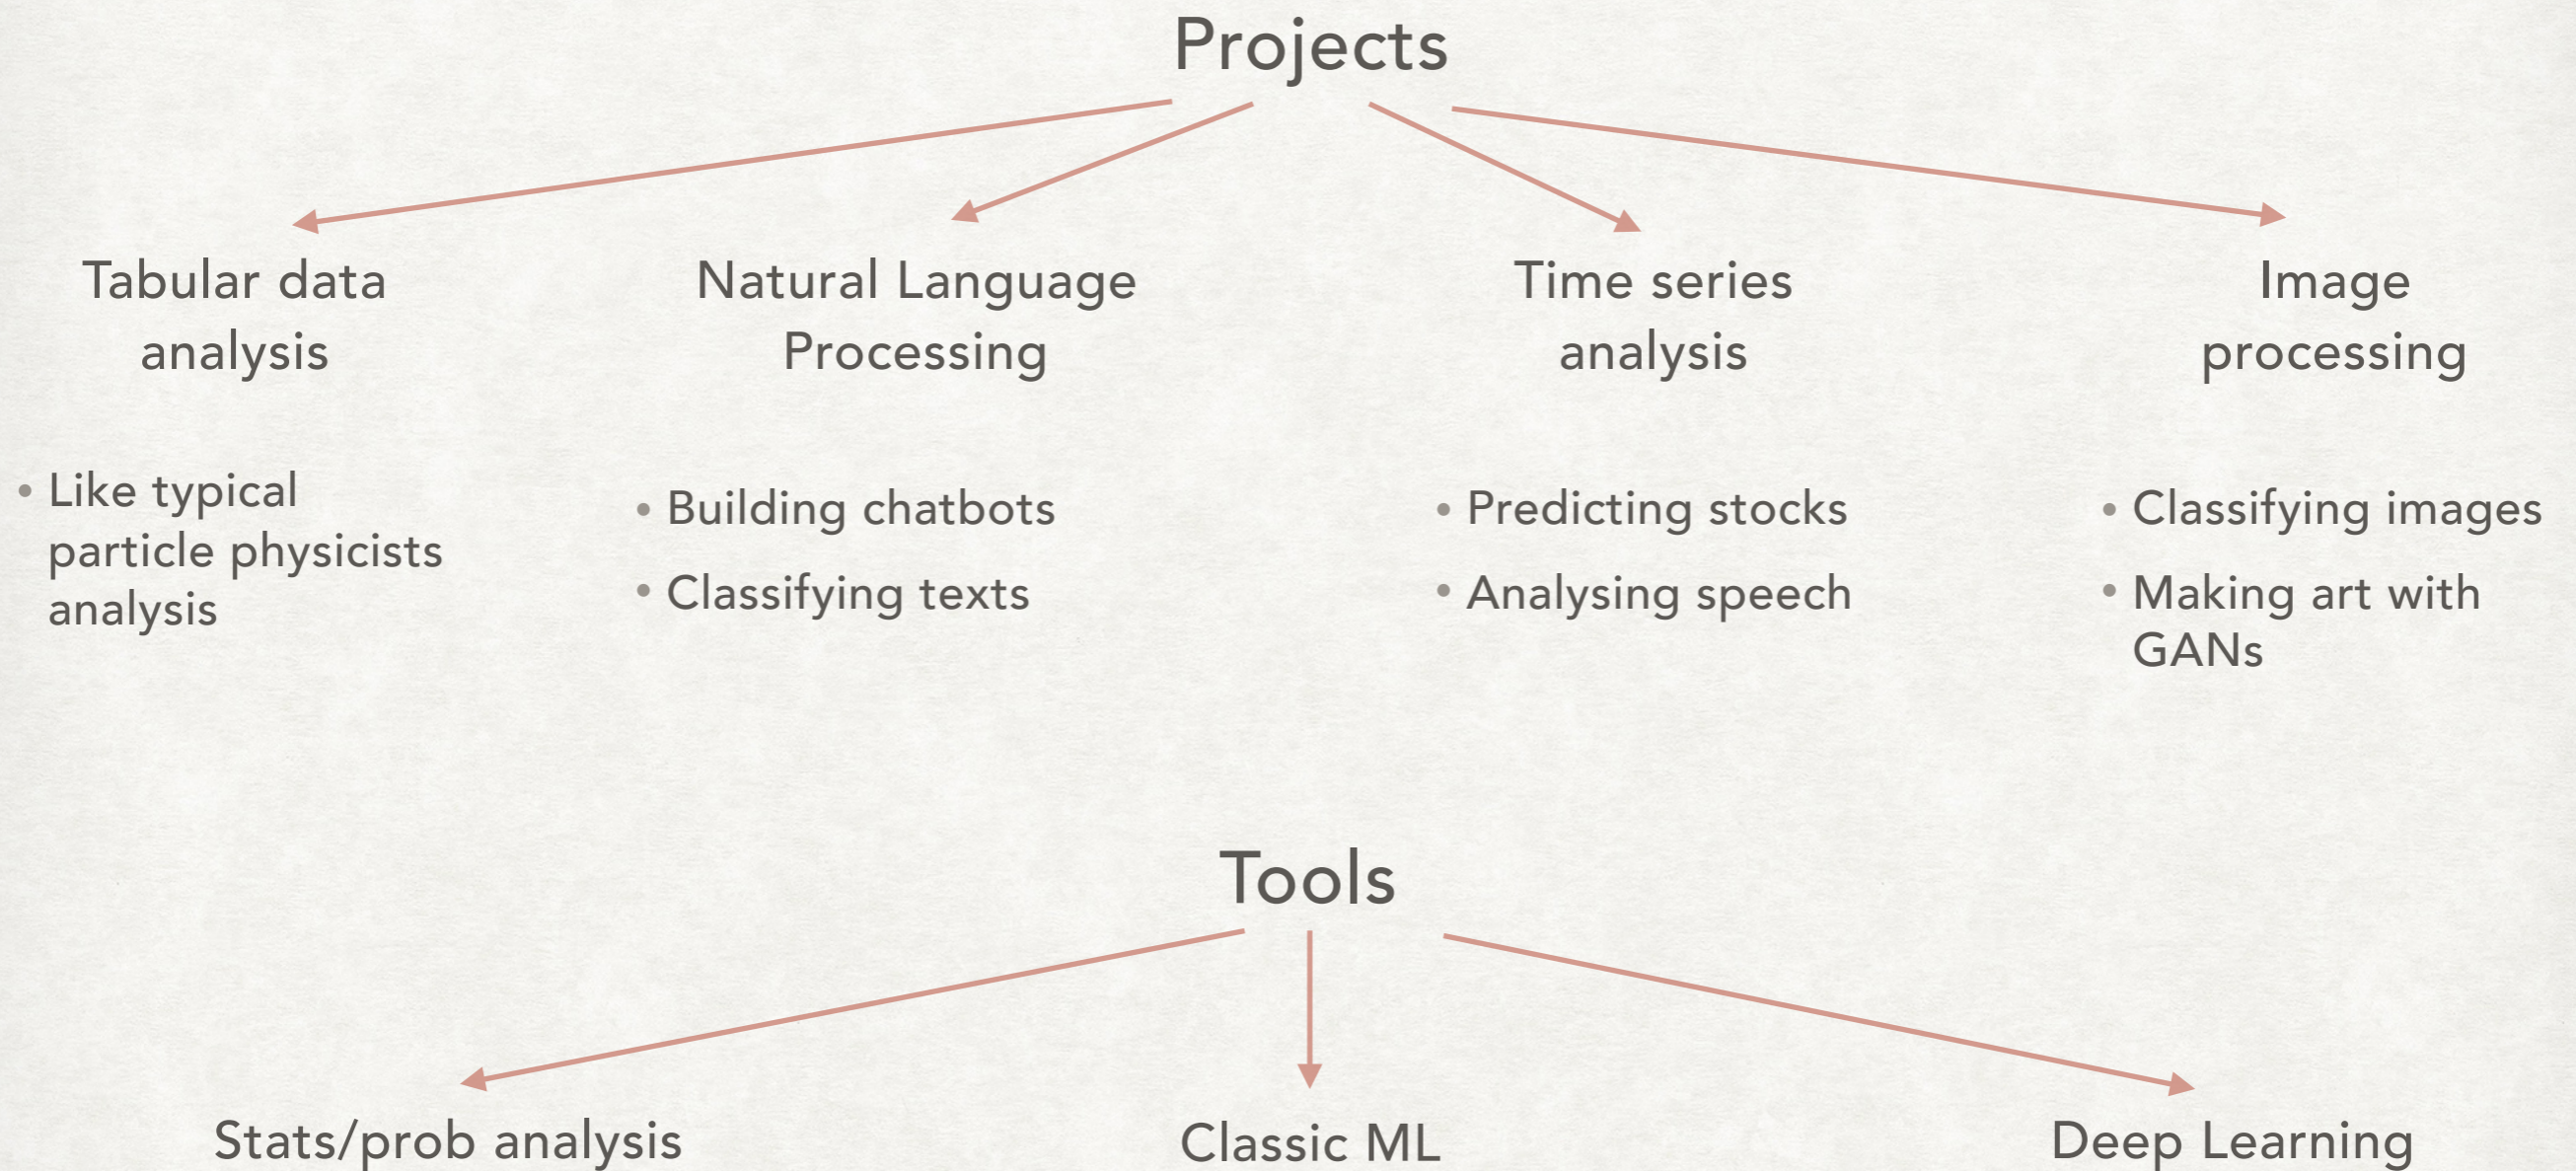 Projects
Tabular data
analysis
• Like typical
particle physicists
analysis
Natural Language
Processing
• Building chatbots
• Classifying texts
Time series
analysis
• Predicting stocks
• Analysing speech
Image
processing
• Classifying images
• Making art with
GANs
Tools
Stats/prob analysis
Classic ML
Deep Learning